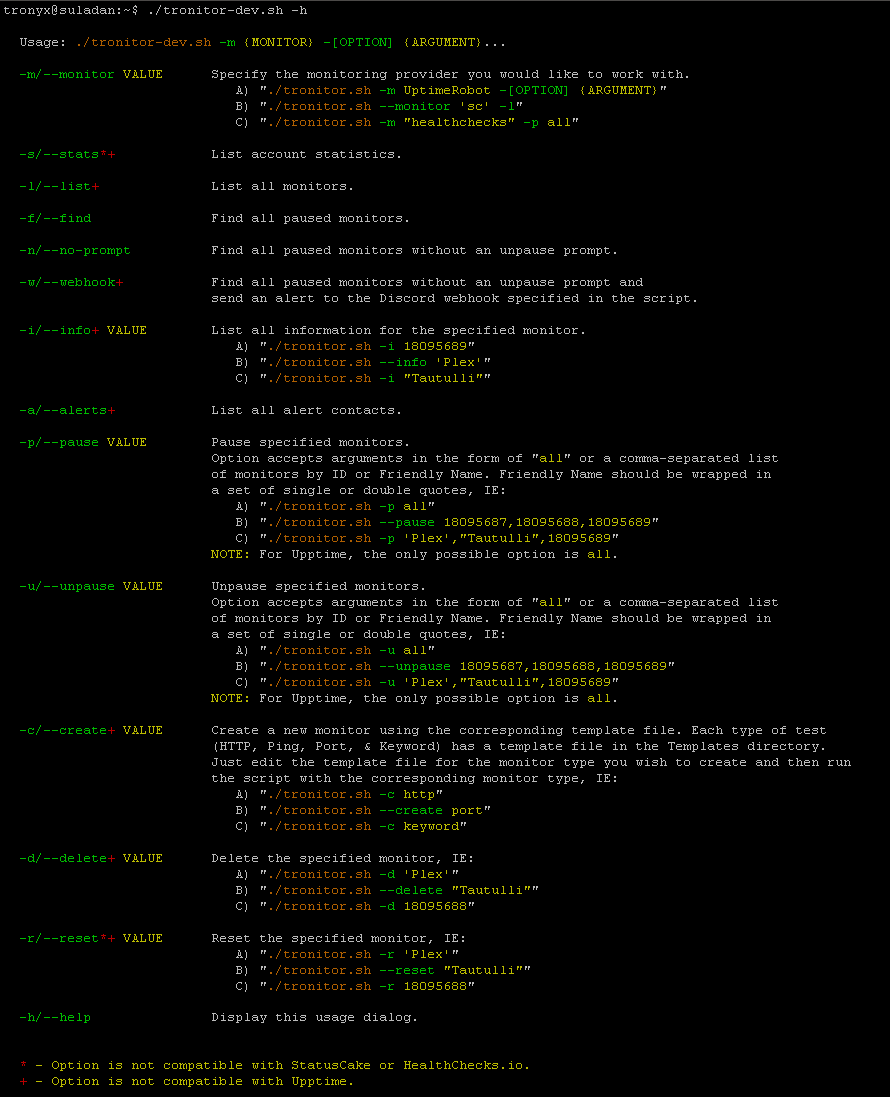 tronyx@suladan:~$ ./tronitor-dev.sh -h
Usage: ./tronitor-dev.sh -m {MONITOR} -[OPTION] {ARGUMENT}...
-m/--monitor VALUE Specify the monitoring provider you would like to work with.
A) "./tronitor.sh -m UptimeRobot -[OPTION] {ARGUMENT}"
B) "./tronitor.sh --monitor 'sc' -l"
C) "./tronitor.sh -m "healthchecks" -p all"
-s/--stats*+ List account statistics.
-l/--list+ List all monitors.
-f/--find Find all paused monitors.
-n/--no-prompt Find all paused monitors without an unpause prompt.
-w/--webhook+ Find all paused monitors without an unpause prompt and
send an alert to the Discord webhook specified in the script.
-i/--info+ VALUE List all information for the specified monitor.
A) "./tronitor.sh -i 18095689"
B) "./tronitor.sh --info 'Plex'"
C) "./tronitor.sh -i "Tautulli""
-a/--alerts+ List all alert contacts.
-p/--pause VALUE Pause specified monitors.
Option accepts arguments in the form of "all" or a comma-separated list
of monitors by ID or Friendly Name. Friendly Name should be wrapped in
a set of single or double quotes, IE:
A) "./tronitor.sh -p all"
B) "./tronitor.sh --pause 18095687,18095688,18095689"
C) "./tronitor.sh -p 'Plex',"Tautulli",18095689"
NOTE: For Upptime, the only possible option is all.
-u/--unpause VALUE Unpause specified monitors.
Option accepts arguments in the form of "all" or a comma-separated list
of monitors by ID or Friendly Name. Friendly Name should be wrapped in
a set of single or double quotes, IE:
A) "./tronitor.sh -u all"
B) "./tronitor.sh --unpause 18095687,18095688,18095689"
C) "./tronitor.sh -u 'Plex',"Tautulli",18095689"
NOTE: For Upptime, the only possible option is all.
-c/--create+ VALUE Create a new monitor using the corresponding template file. Each type of test
(HTTP, Ping, Port, & Keyword) has a template file in the Templates directory.
Just edit the template file for the monitor type you wish to create and then run
the script with the corresponding monitor type, IE:
A) "./tronitor.sh -c http"
B) "./tronitor.sh --create port"
C) "./tronitor.sh -c keyword"
-d/--delete+ VALUE Delete the specified monitor, IE:
A) "./tronitor.sh -d 'Plex'"
B) "./tronitor.sh --delete "Tautulli""
C) "./tronitor.sh -d 18095688"
-r/--reset*+ VALUE Reset the specified monitor, IE:
A) "./tronitor.sh -r 'Plex'"
B) "./tronitor.sh --reset "Tautulli""
C) "./tronitor.sh -r 18095688"
-h/--help Display this usage dialog.
* - Option is not compatible with StatusCake or HealthChecks.io.
+ - Option is not compatible with Upptime.